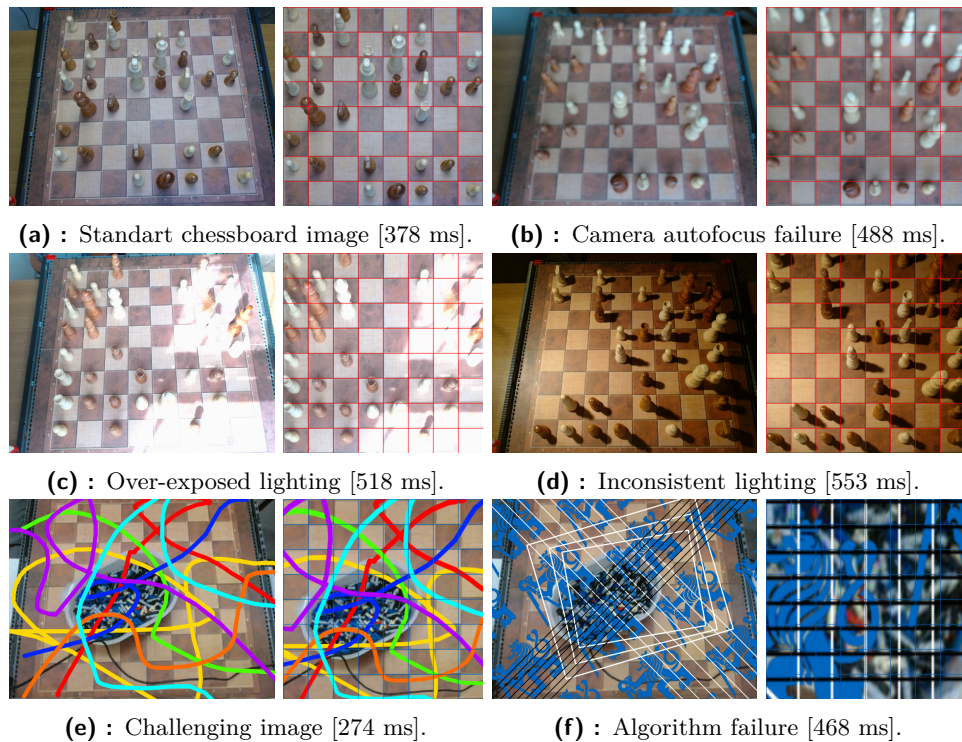 (a) : Standart chessboard image [378 ms].
(b) : Camera autofocus failure [488 ms].
(c) : Over-exposed lighting [518 ms].
(d) : Inconsistent lighting [553 ms].
(e) : Challenging image [274 ms].
(f) : Algorithm failure [468 ms].